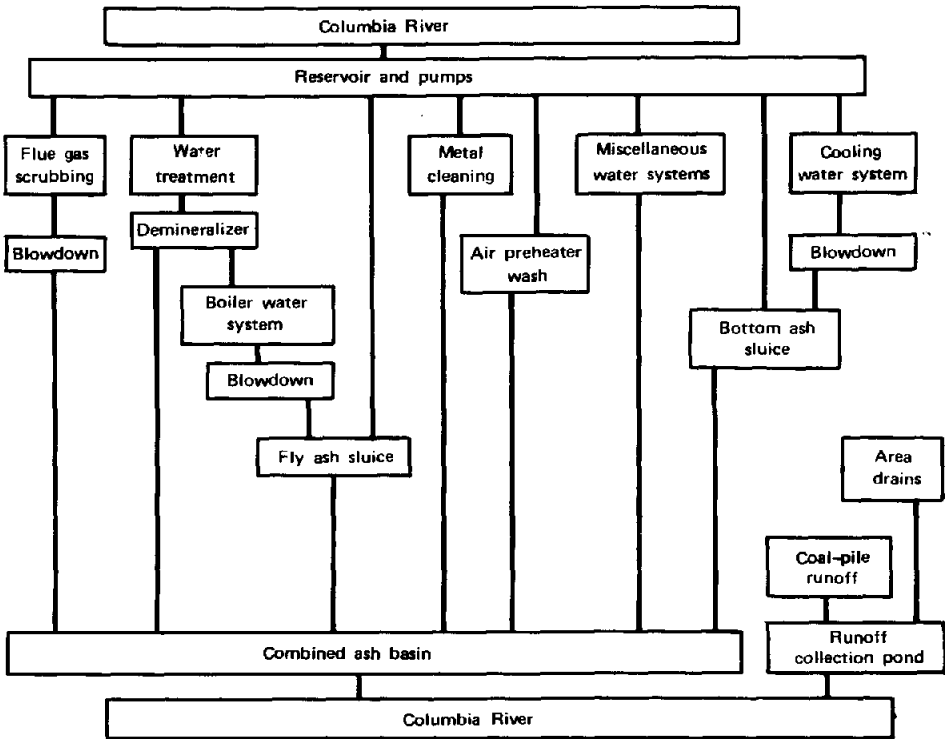 Columbia River
Reservoir and pumps
Flue gas
scrubbing
Water
treatment
Metal
cleaning
Miscellaneous
water systems
Cooling
water system
Demineralizer
Blowdown
Air preheater
wash
Blowdown
Boiler water
system
Bottom ash
sluice
Blowdown
Fly ash sluice
Area
drains
Coal-pile
runoff
Combined ash basin
Runoff
collection pond
Columbia River